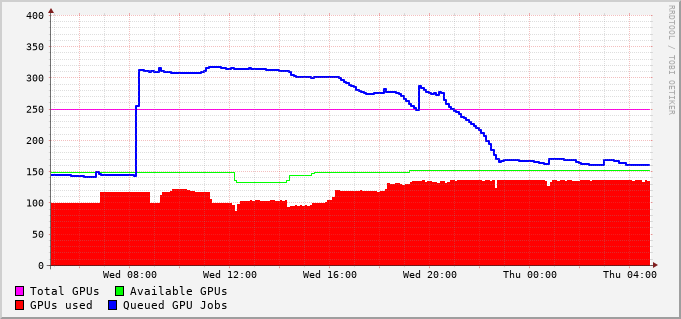 400
350
300
250
200
150
100
50
0
Wed 08:00 Wed 12:00 Wed 16:00 Wed 20:00 Thu 00:00 Thu 04:00
Total GPUs Available GPUs
GPUs used Queued GPU Jobs
RRDTOOL / TOBI OETIKER